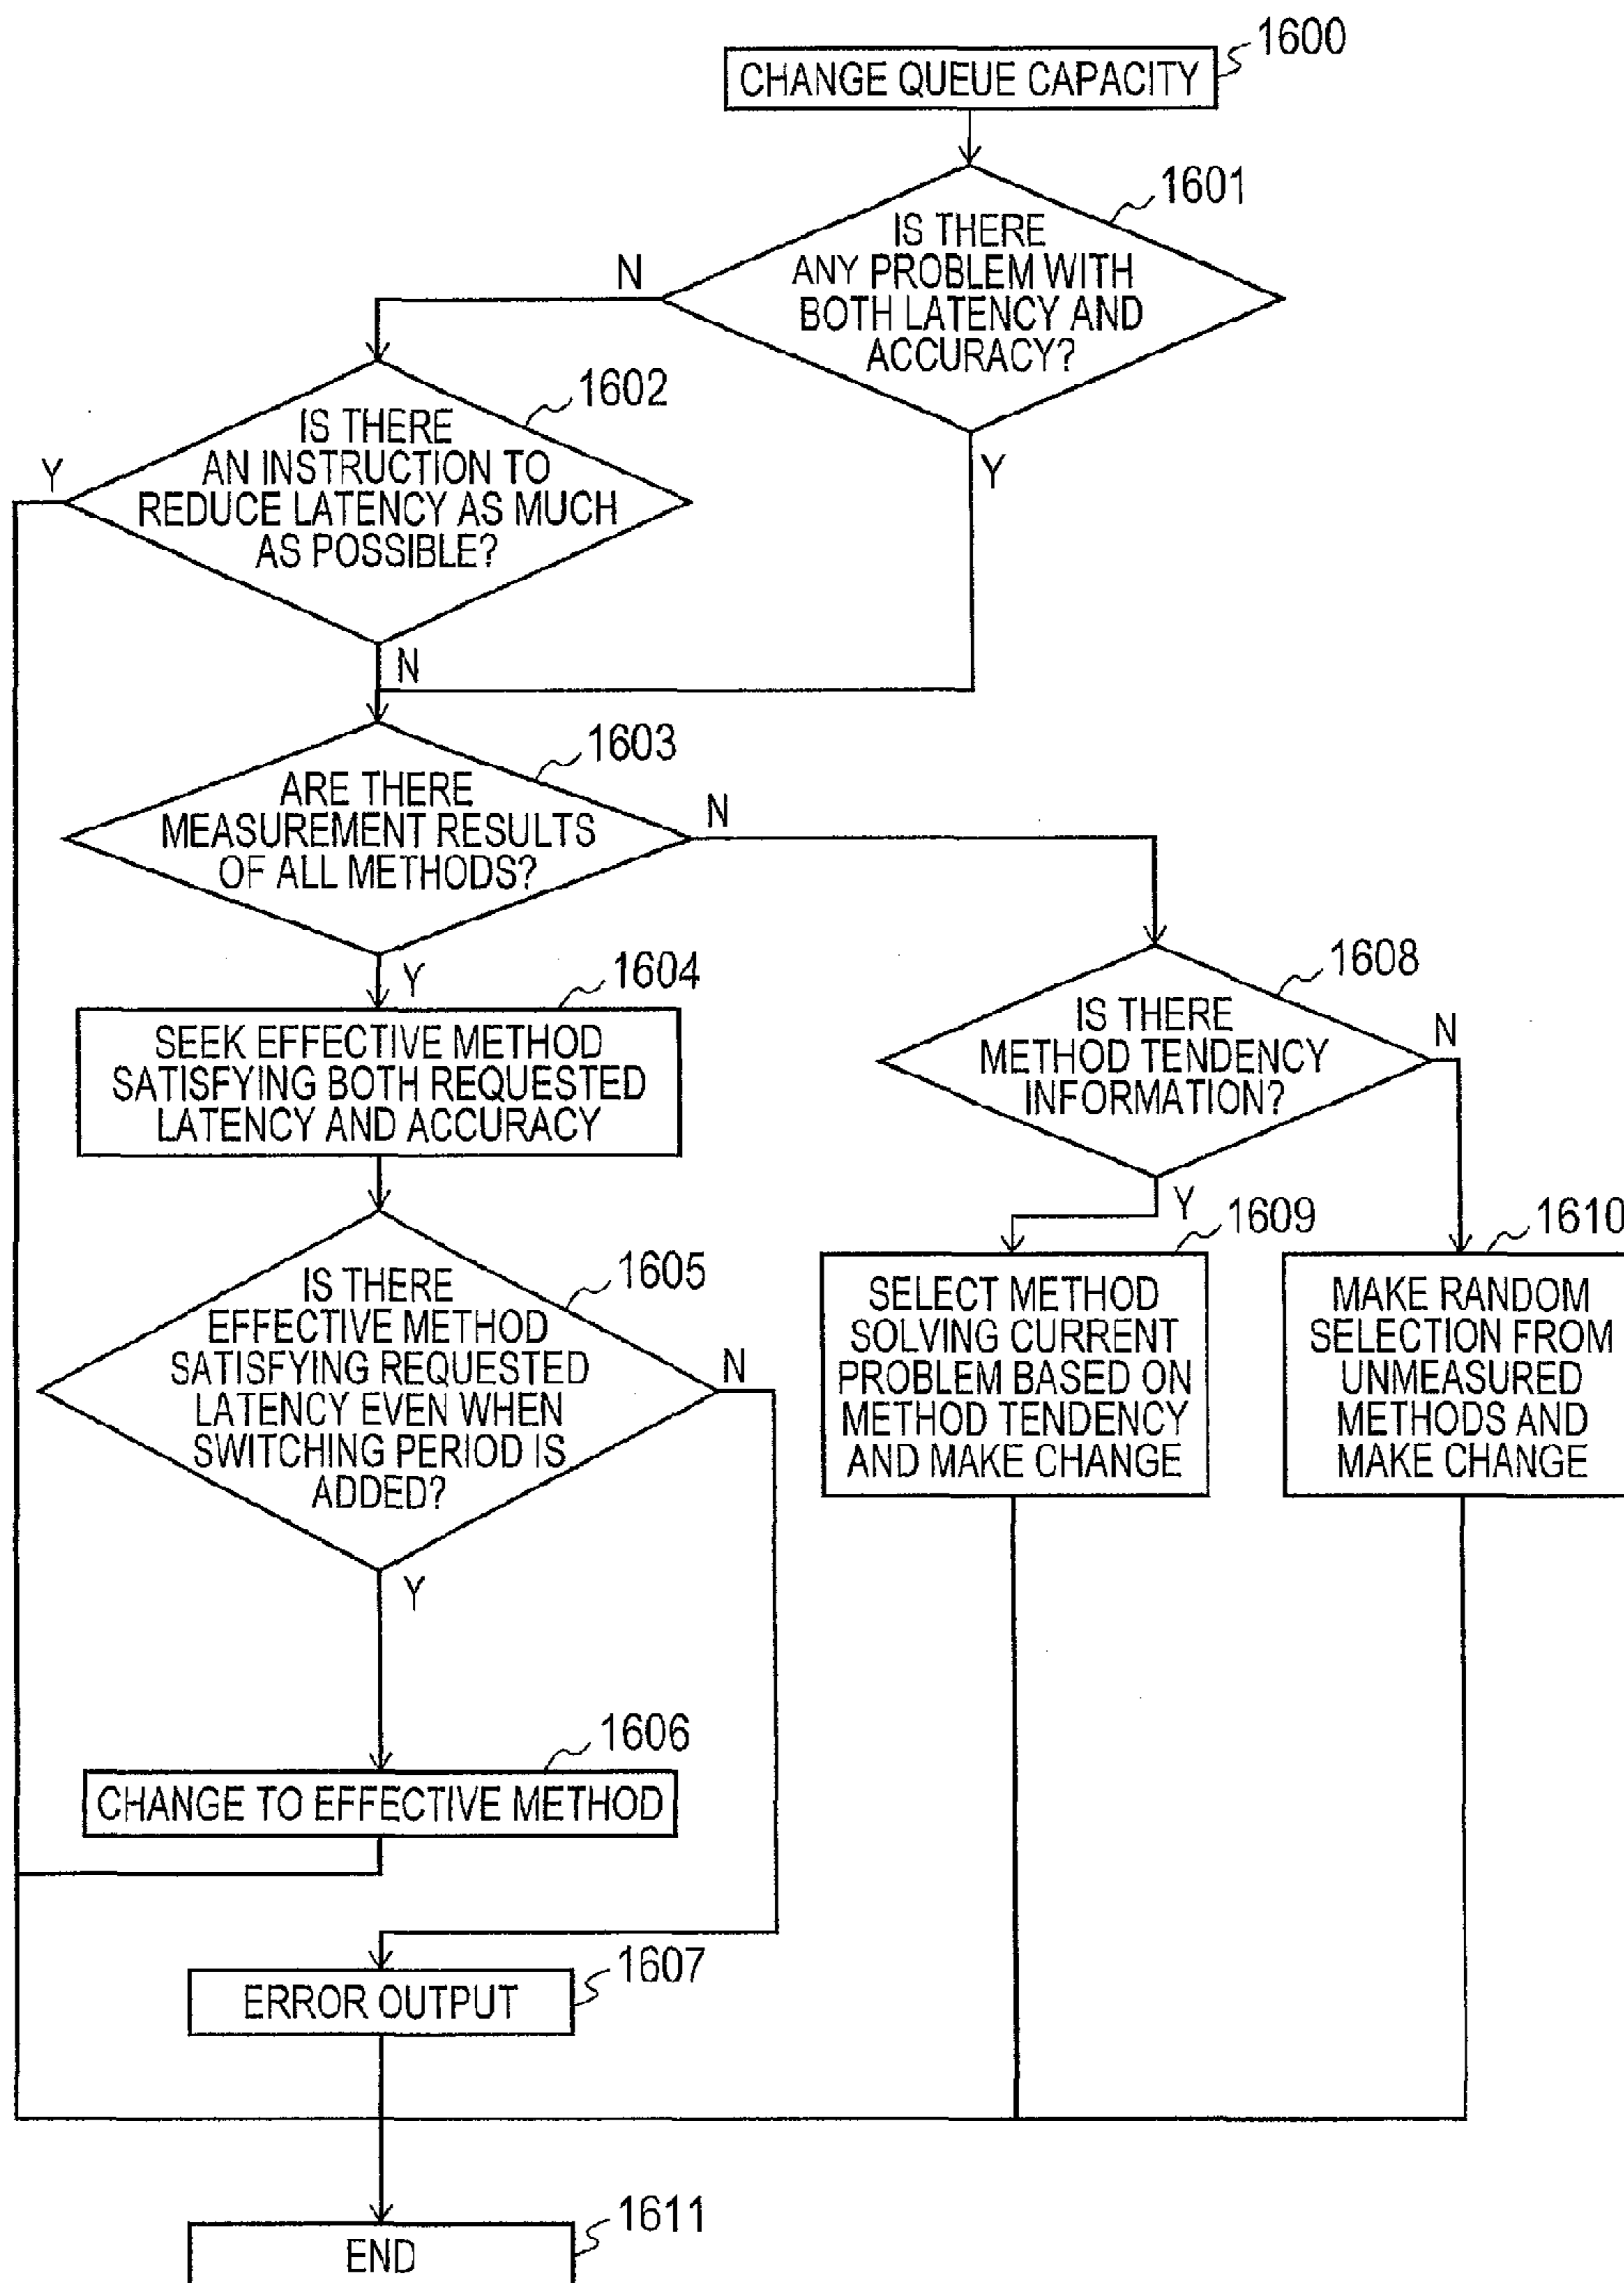 CHANGE QUEUE CAPACITY
1600
1601
IS THERE
ANY PROBLEM WITH
BOTH LATENCY AND
ACCURACY?
N
Y
1602
IS THERE
AN INSTRUCTION TO
REDUCE LATENCY AS MUCH
AS POSSIBLE?
Y
N
1603
ARE THERE
MEASUREMENT RESULTS
OF ALL METHODS?
N
Y
1604
SEEK EFFECTIVE METHOD
SATISFYING BOTH REQUESTED
LATENCY AND ACCURACY
1608
IS THERE
METHOD TENDENCY
INFORMATION?
N
Y
1605
IS THERE
EFFECTIVE METHOD
SATISFYING REQUESTED
LATENCY EVEN WHEN
SWITCHING PERIOD IS
ADDED?
N
Y
1609
SELECT METHOD
SOLVING CURRENT
PROBLEM BASED ON
METHOD TENDENCY
AND MAKE CHANGE
1610
MAKE RANDOM
SELECTION FROM
UNMEASURED
METHODS AND
MAKE CHANGE
1606
CHANGE TO EFFECTIVE METHOD
1607
ERROR OUTPUT
1611
END